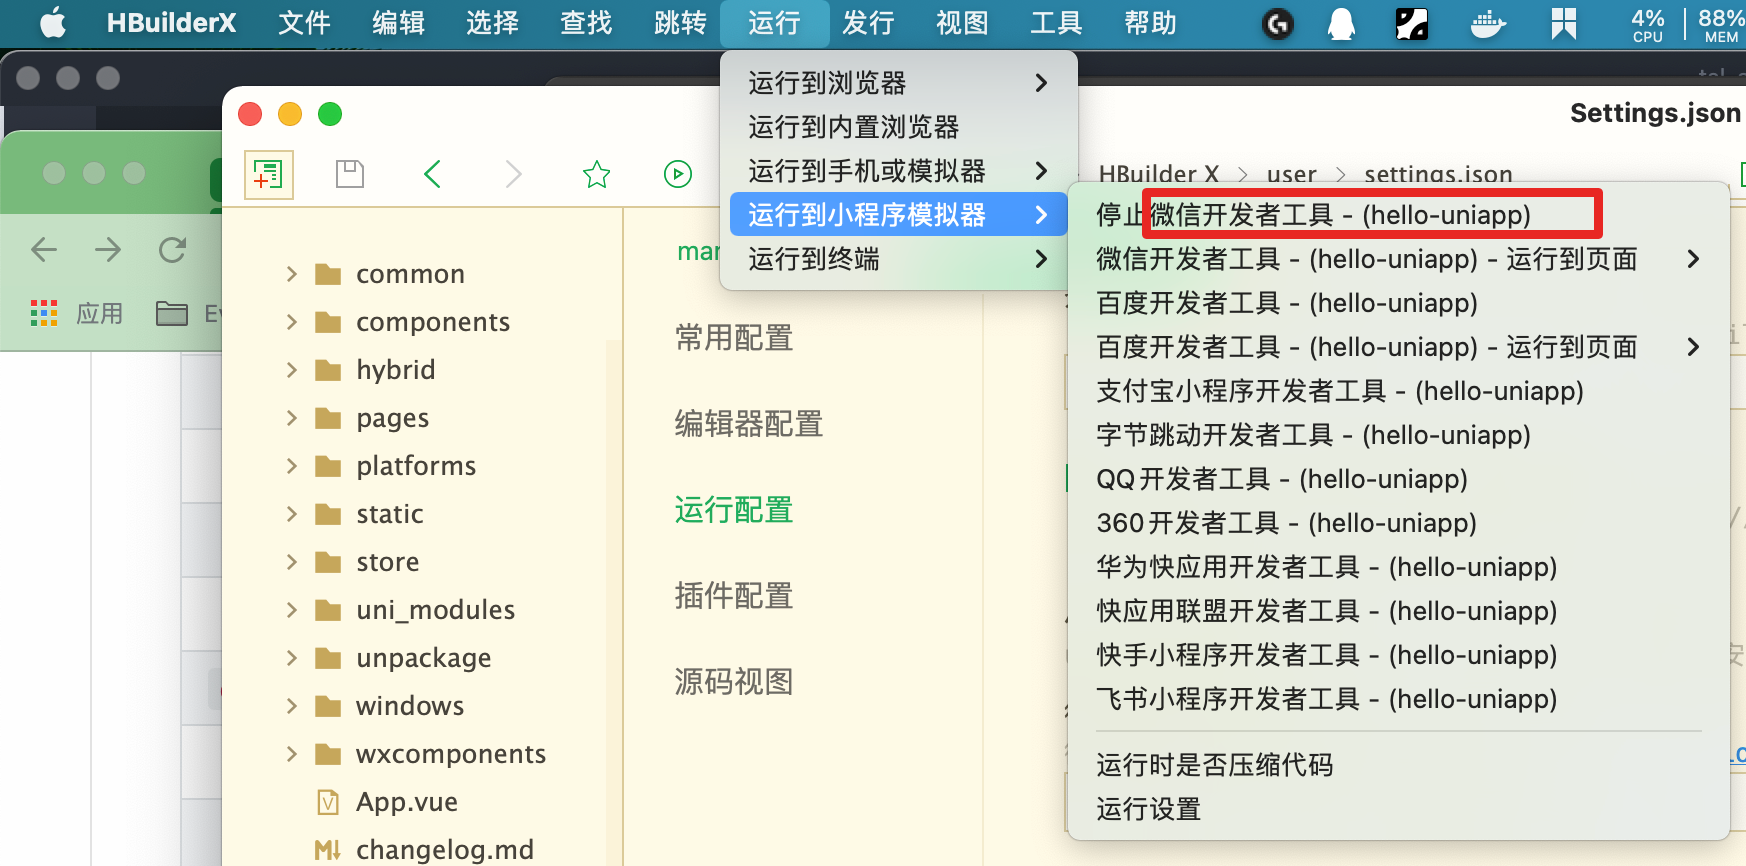 HBuilderX 文件 编辑 选择 查找 跳转 运行 发行 视图 工具 帮助 4% CPU 88% MEM
Settings.json
运行到浏览器
运行到内置浏览器
运行到手机或模拟器
运行到小程序模拟器
运行到终端
HBuilder X > user > settings.json
停止微信开发者工具 - (hello-uniapp)
微信开发者工具 - (hello-uniapp) - 运行到页面
百度开发者工具 - (hello-uniapp)
百度开发者工具 - (hello-uniapp) - 运行到页面
支付宝小程序开发者工具 - (hello-uniapp)
字节跳动开发者工具 - (hello-uniapp)
QQ开发者工具 - (hello-uniapp)
360开发者工具 - (hello-uniapp)
华为快应用开发者工具 - (hello-uniapp)
快应用联盟开发者工具 - (hello-uniapp)
快手小程序开发者工具 - (hello-uniapp)
飞书小程序开发者工具 - (hello-uniapp)
运行时是否压缩代码
运行设置
应用
common
components
hybrid
pages
platforms
static
store
uni_modules
unpackage
windows
wxcomponents
App.vue
changelog.md
常用配置
编辑器配置
运行配置
插件配置
源码视图